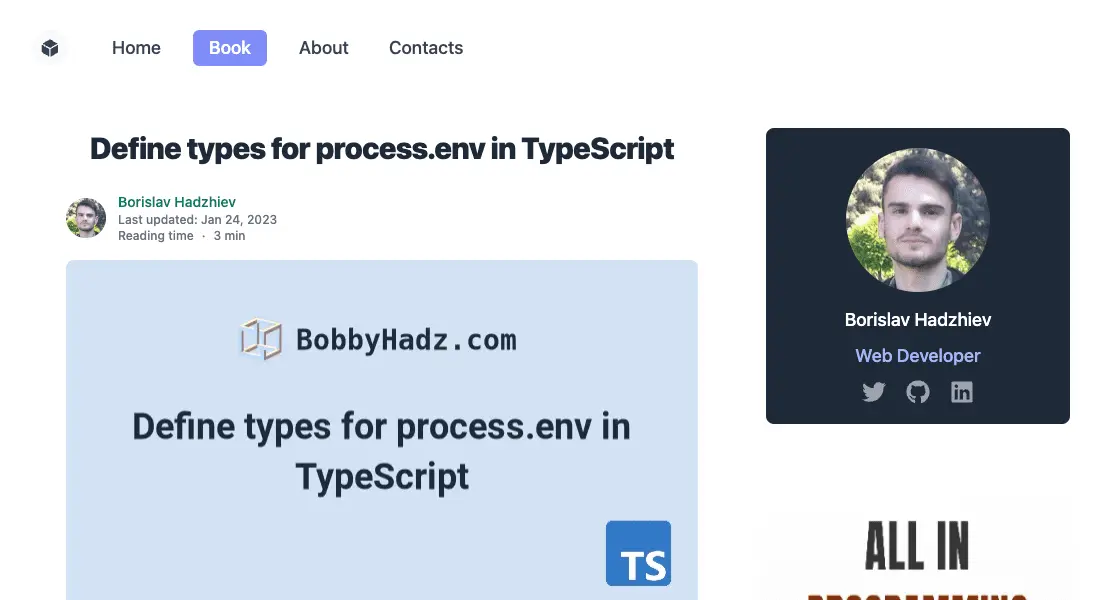 Home Book About Contacts
Define types for process.env in TypeScript
Borislav Hadzhiev
Last updated: Jan 24, 2023
Reading time · 3 min
BobbyHadz.com
Define types for process.env in
TypeScript
TS
Borislav Hadzhiev
Web Developer
in
ALL IN
PROGRAMMING